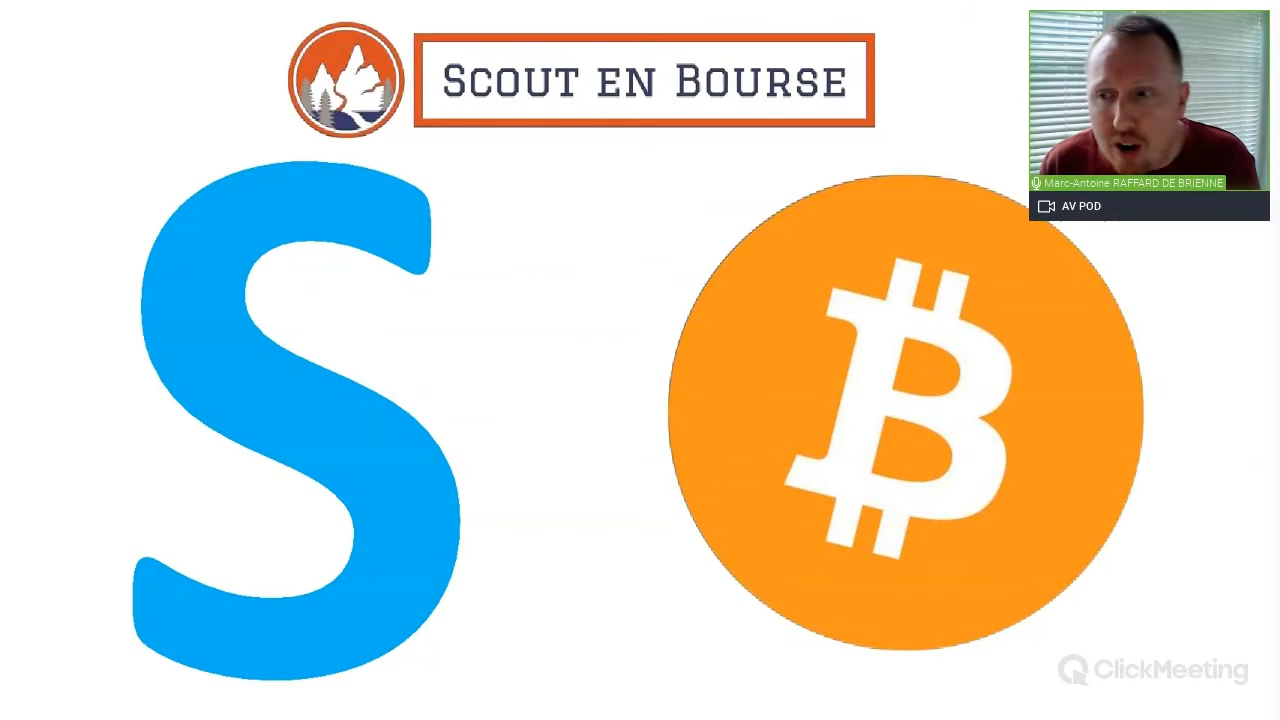 Scout en Bourse
Marc-Antoine RAFFARD DE BRIENNE
AV POD
S
B
ClickMeeting